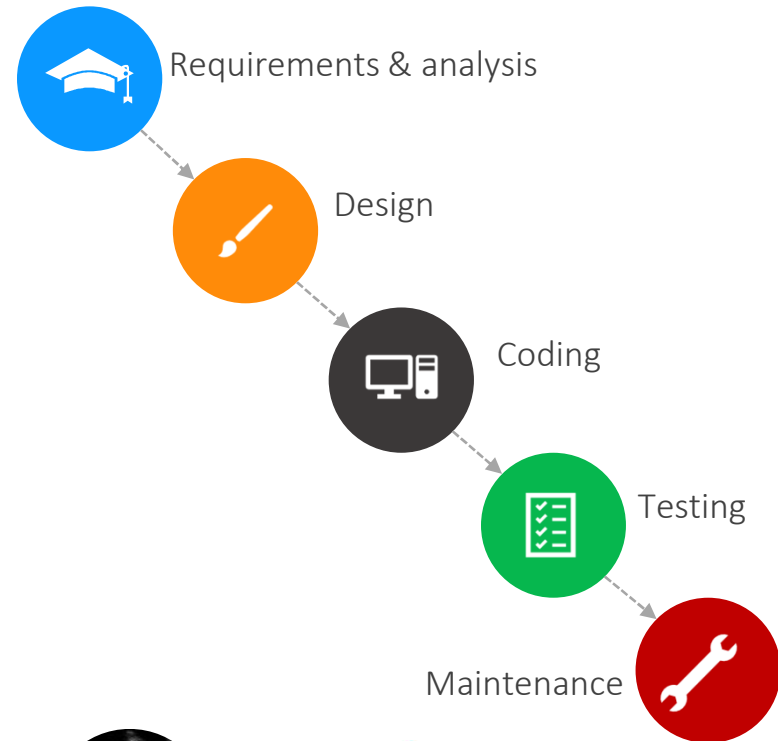 Requirements & analysis
Design
Coding
Testing
Maintenance